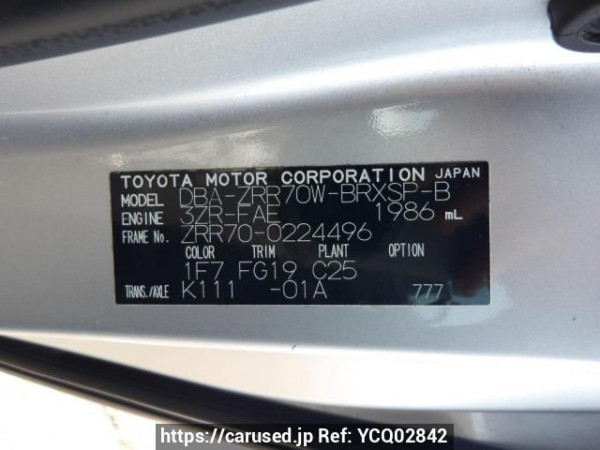 TOYOTA MOTOR CORPORATION JAPAN
MODEL DBA-ZRR70W-BRXSP-B
ENGINE 3ZR-FAE 1986 mL
FRAME No. ZRR70-0224496
COLOR TRIM PLANT OPTION
1F7 FG19 C25
TRANS./AXLE K111 -01A 777
https://carused.jp Ref: YCQ02842